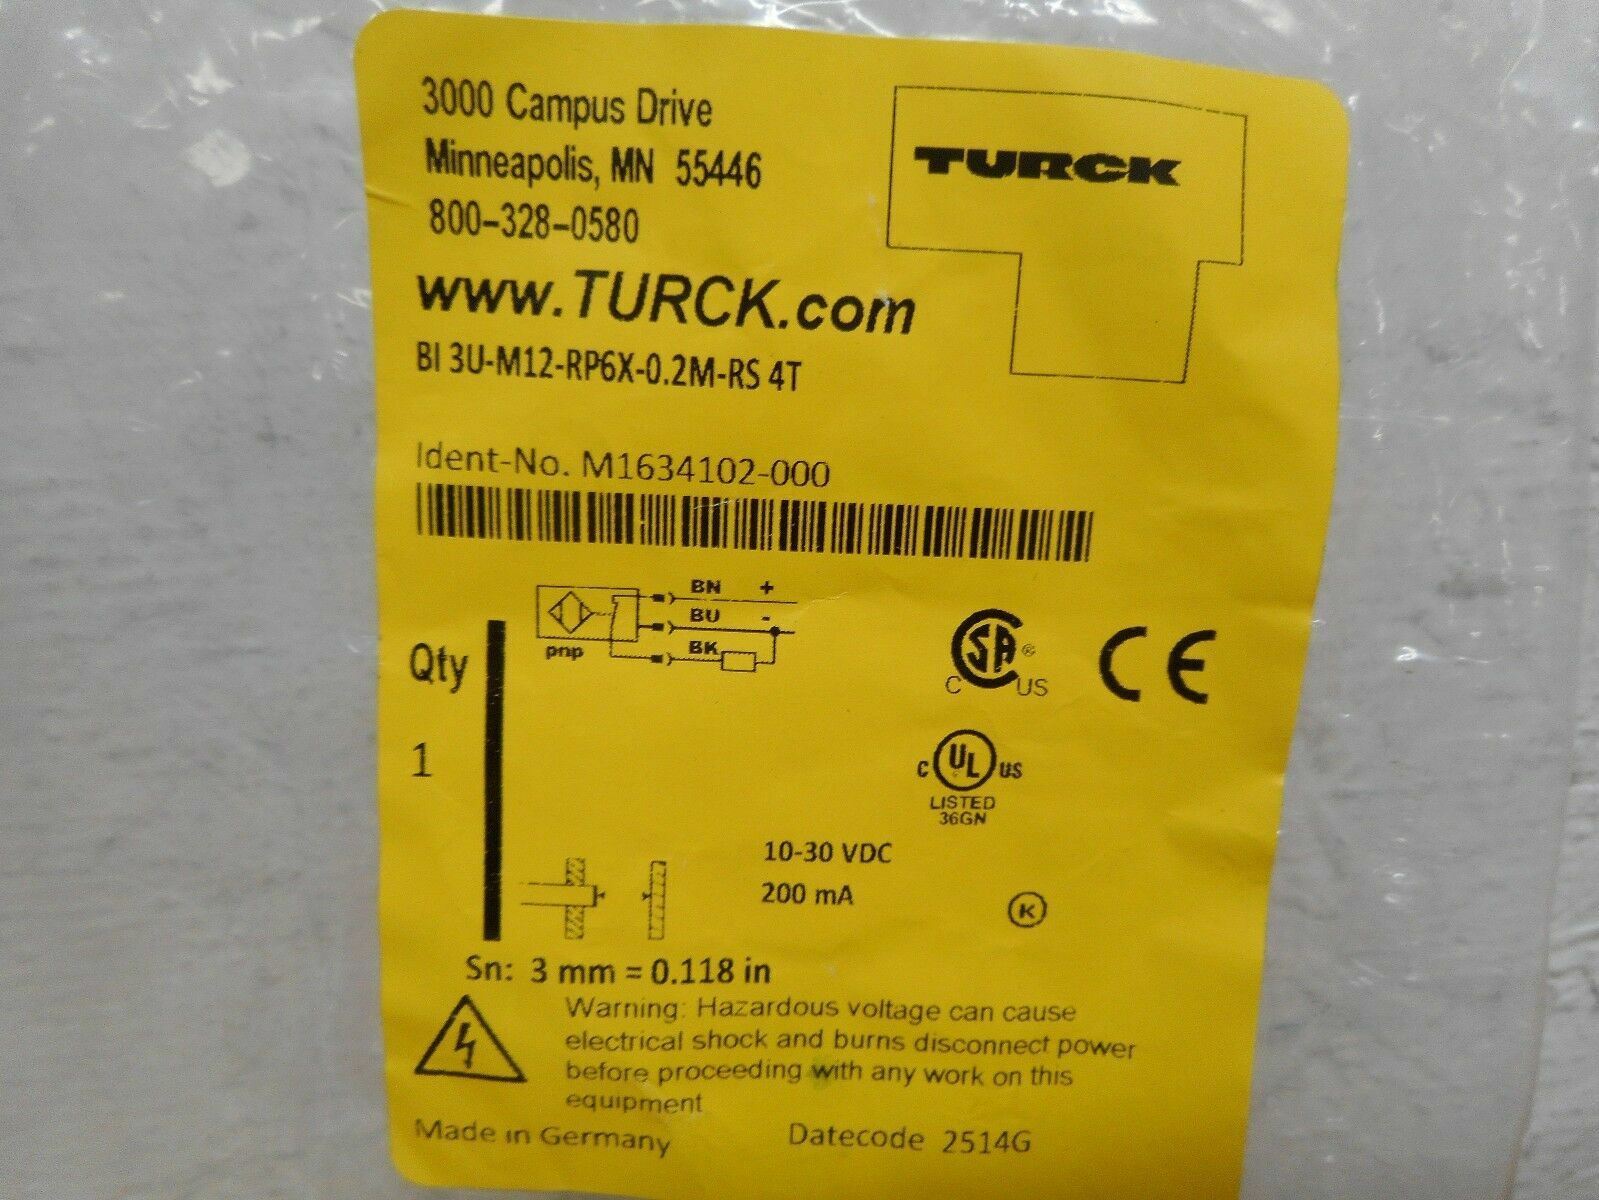 3000 Campus Drive
Minneapolis, MN 55446
800-328-0580
TURCK
www.TURCK.com
BI 3U-M12-RP6X-0.2M-RS 4T
Ident-No. M1634102-000
BN +
BU -
BK
pnp
Qty
1
CSA ®
C US
CE
C UL US
LISTED
36GN
10-30 VDC
200 mA
K
Sn: 3 mm = 0.118 in
Warning: Hazardous voltage can cause
electrical shock and burns disconnect power
before proceeding with any work on this
equipment
Made in Germany
Datecode 2514G